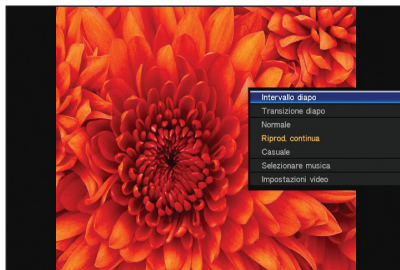 Intervallo diapo
Transizione diapo
Normale
Riprod. continua
Casuale
Selezionare musica
Impostazioni video